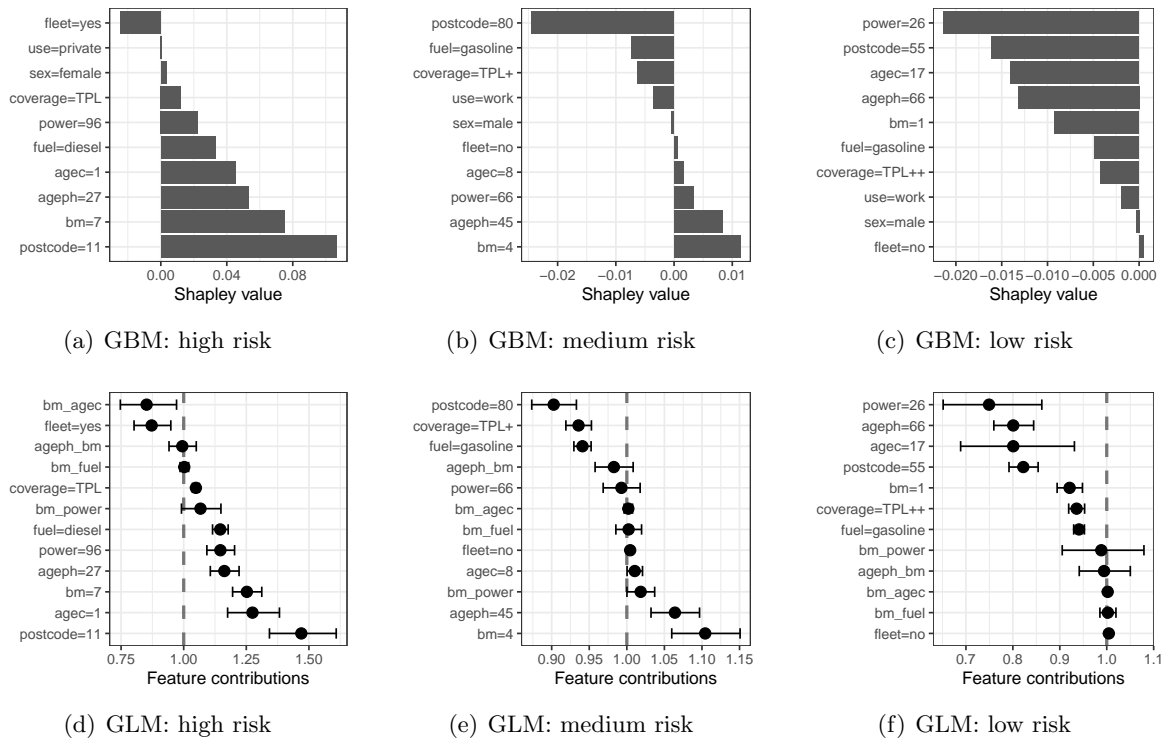 fleet=yes
use=private
sex=female
coverage=TPL
power=96
fuel=diesel
agec=1
ageph=27
bm=7
postcode=11
0.00 0.04 0.08
Shapley value
(a) GBM: high risk
postcode=80
fuel=gasoline
coverage=TPL+
use=work
sex=male
fleet=no
agec=8
power=66
ageph=45
bm=4
−0.02 −0.01 0.00 0.01
Shapley value
(b) GBM: medium risk
power=26
postcode=55
agec=17
ageph=66
bm=1
fuel=gasoline
coverage=TPL++
use=work
sex=male
fleet=no
−0.020 −0.015 −0.010 −0.005 0.000
Shapley value
(c) GBM: low risk
bm_agec
fleet=yes
ageph_bm
bm_fuel
coverage=TPL
bm_power
fuel=diesel
power=96
ageph=27
bm=7
agec=1
postcode=11
0.75 1.00 1.25 1.50
Feature contributions
(d) GLM: high risk
postcode=80
coverage=TPL+
fuel=gasoline
ageph_bm
power=66
bm_agec
bm_fuel
fleet=no
agec=8
bm_power
ageph=45
bm=4
0.90 0.95 1.00 1.05 1.10 1.15
Feature contributions
(e) GLM: medium risk
power=26
ageph=66
agec=17
postcode=55
bm=1
coverage=TPL++
fuel=gasoline
bm_power
ageph_bm
bm_agec
bm_fuel
fleet=no
0.7 0.8 0.9 1.0 1.1
Feature contributions
(f) GLM: low risk